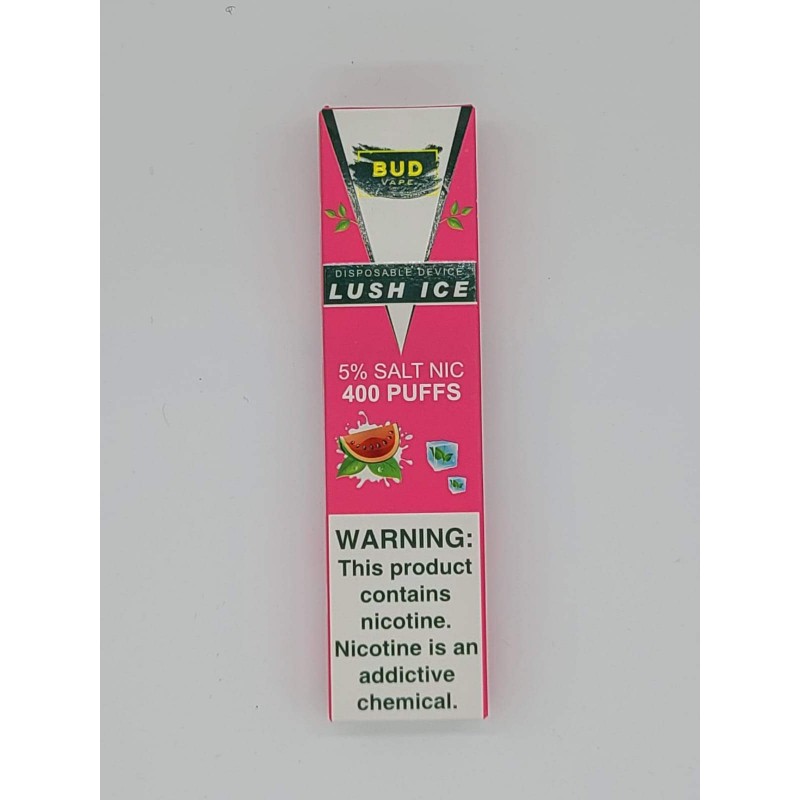 BUD
VAPE
DISPOSABLE DEVICE
LUSH ICE
5% SALT NIC
400 PUFFS
WARNING:
This product
contains
nicotine.
Nicotine is an
addictive
chemical.